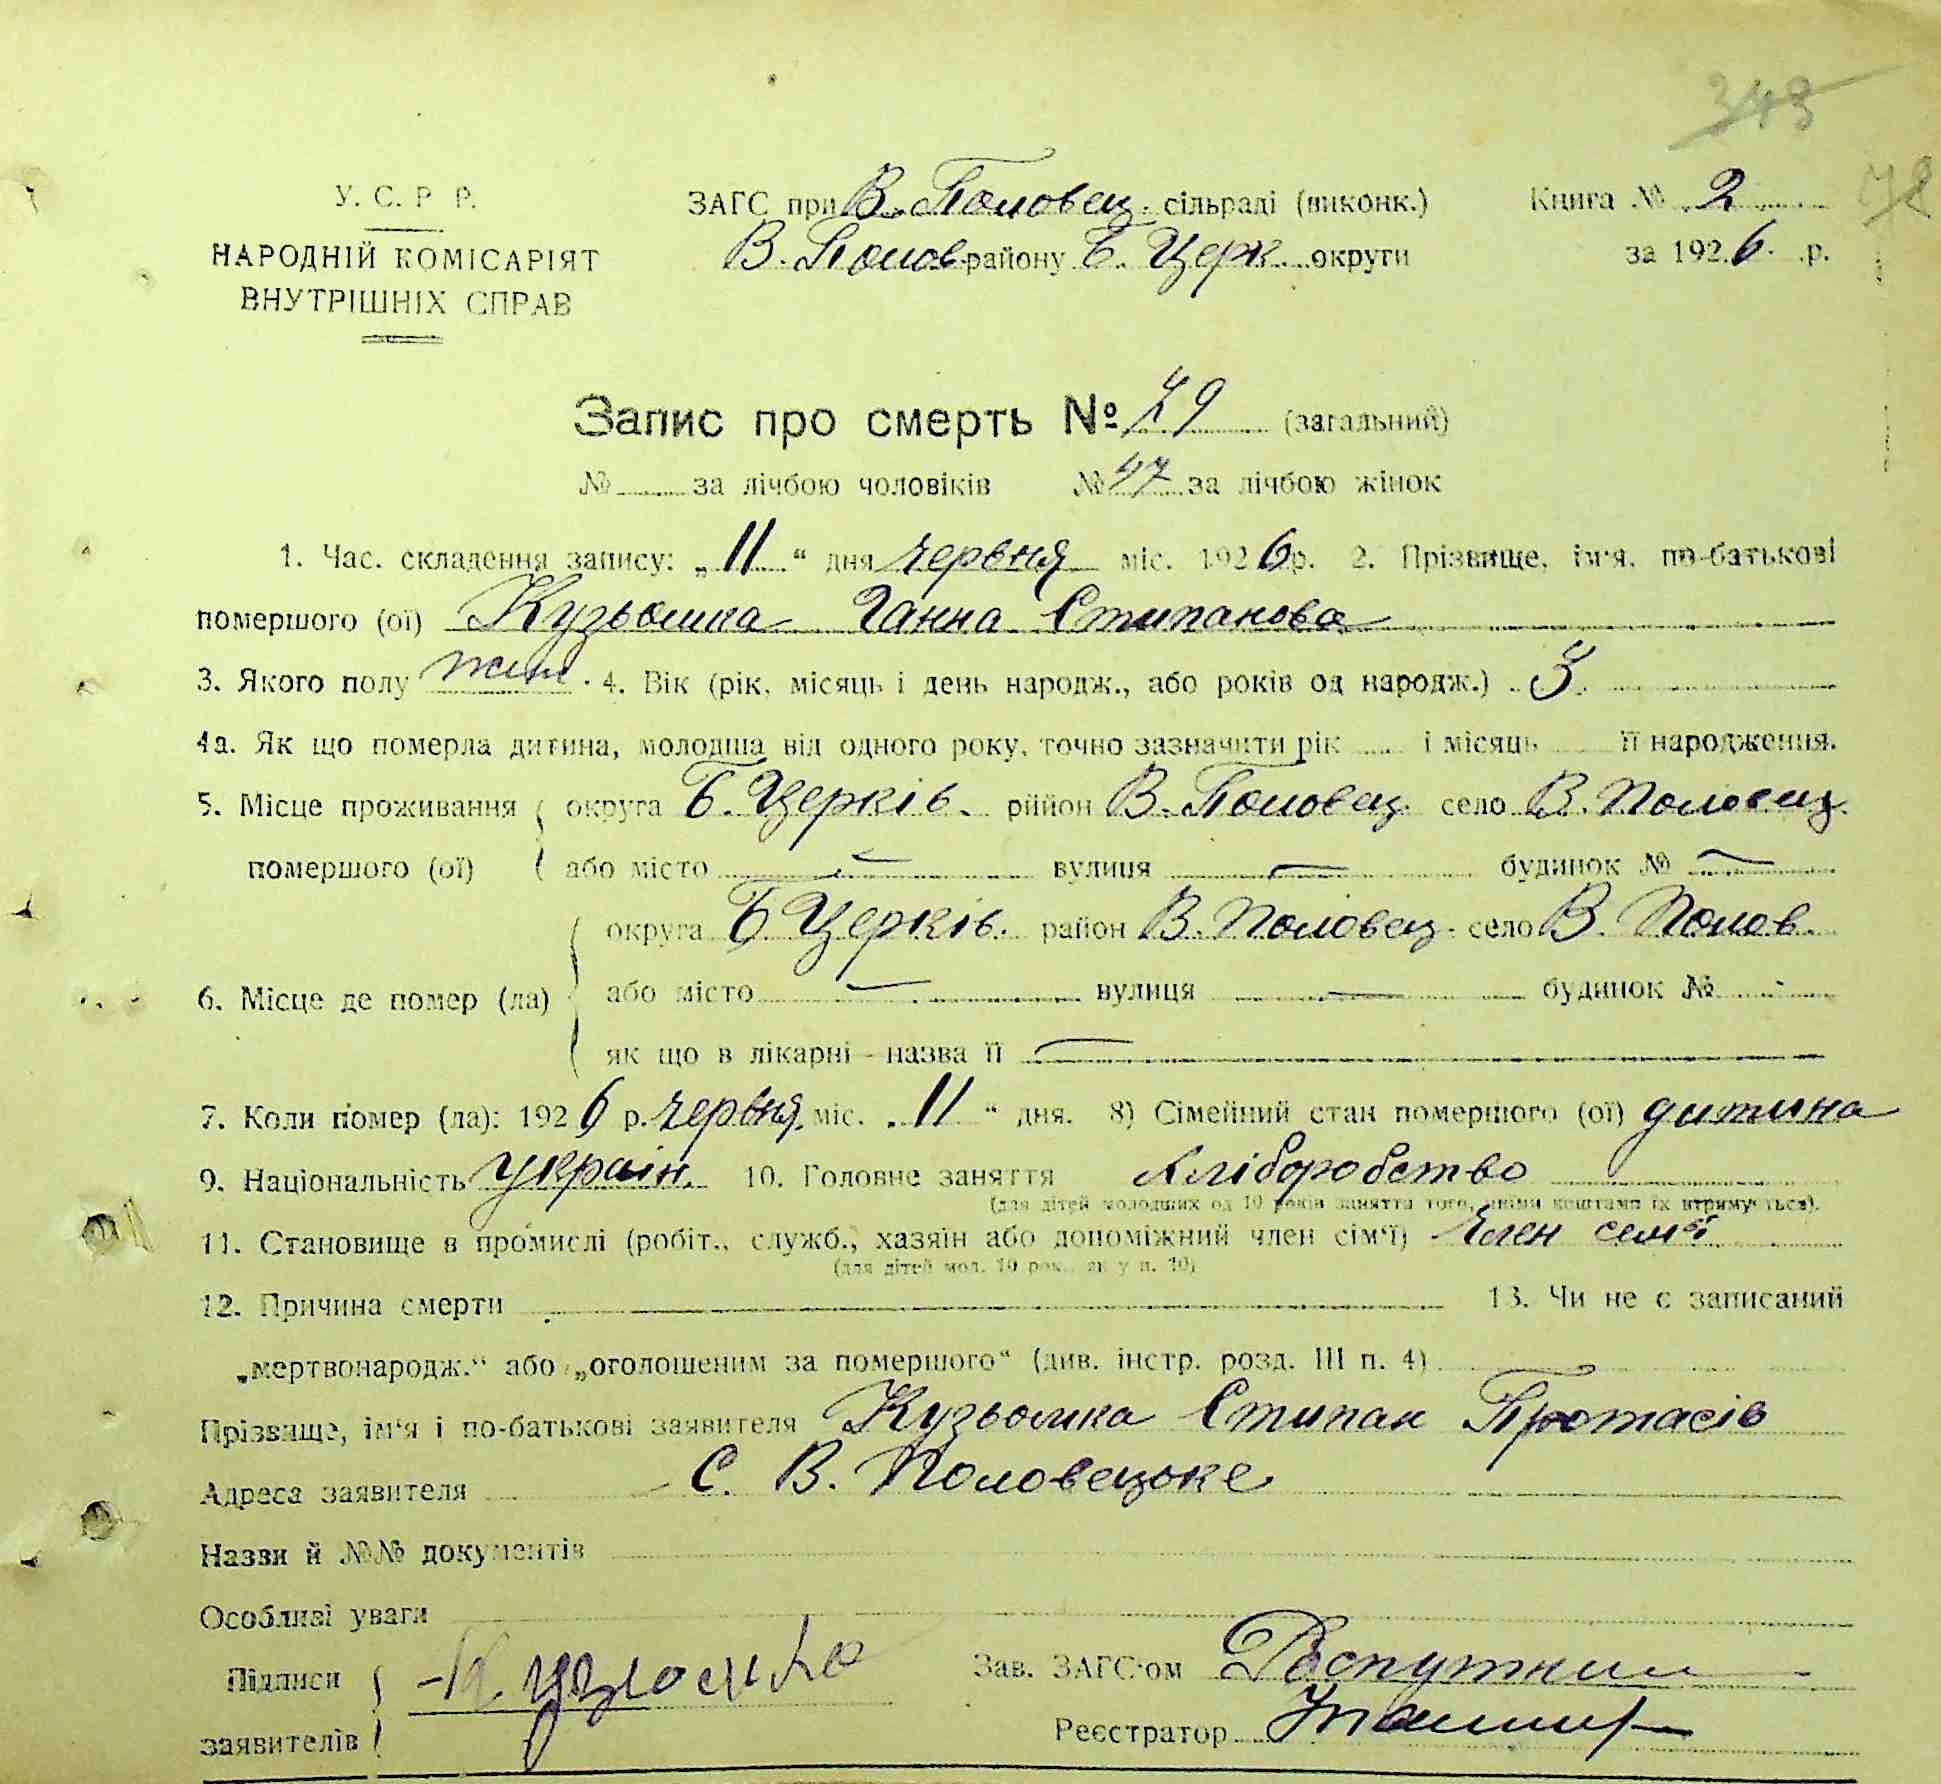 343
У. С. Р Р.
ЗАГС при В. Половец. сільраді (виконк.)
Книга № 2
78
НАРОДНІЙ КОМІСАРІЯТ
В. Полов. району Б. Церк. округи
за 1926. р.
ВНУТРІШНІХ СПРАВ
Запис про смерть № 79 (загальний)
№ за лічбою чоловіків № 47 за лічбою жінок
1. Час. складення запису: „11“ дня червня міс. 1926 р. 2. Прізвище, ім'я, по-батькові
помершого (ої) Кузьомка Ганна Стипанова
3. Якого полу жін. 4. Вік (рік, місяць і день народж., або років од народж.) 3
4а. Як що померла дитина, молодша від одного року, точно зазначити рік і місяць її народження.
5. Місце проживання округа Б. Церків. район В. Половец. село В. Половец.
помершого (ої) або місто — вулиця — будинок № —
округа Б Церків. район В. Половец. село В. Полов.
6. Місце де помер (ла) або місто — вулиця — будинок № -
як що в лікарні - назва її —
7. Коли помер (ла): 1926 р. червня, міс. „11“ дня. 8) Сімейний стан помершого (ої) дитина
9. Національність україн. 10. Головне заняття хліборобство
(для дітей молодших од 10 років заняття того, чиїми коштами їх втримується).
11. Становище в промислі (робіт., служб., хазяїн або допоміжний член сім'ї) член сем'ї
(для дітей мол. 10 рок., як у п. 10)
12. Причина смерти 13. Чи не є записаний
„мертвонародж.“ або „оголошеним за помершого“ (див. інстр. розд. III п. 4)
Прізвище, ім'я і по-батькові заявителя Кузьомка Стипан Протасів
Адреса заявителя С. В. Половецьке
Назви й №№ документів
Особливі уваги
Підписи Кузіомко Зав. ЗАГС'ом Роспутний
заявителів Реєстратор